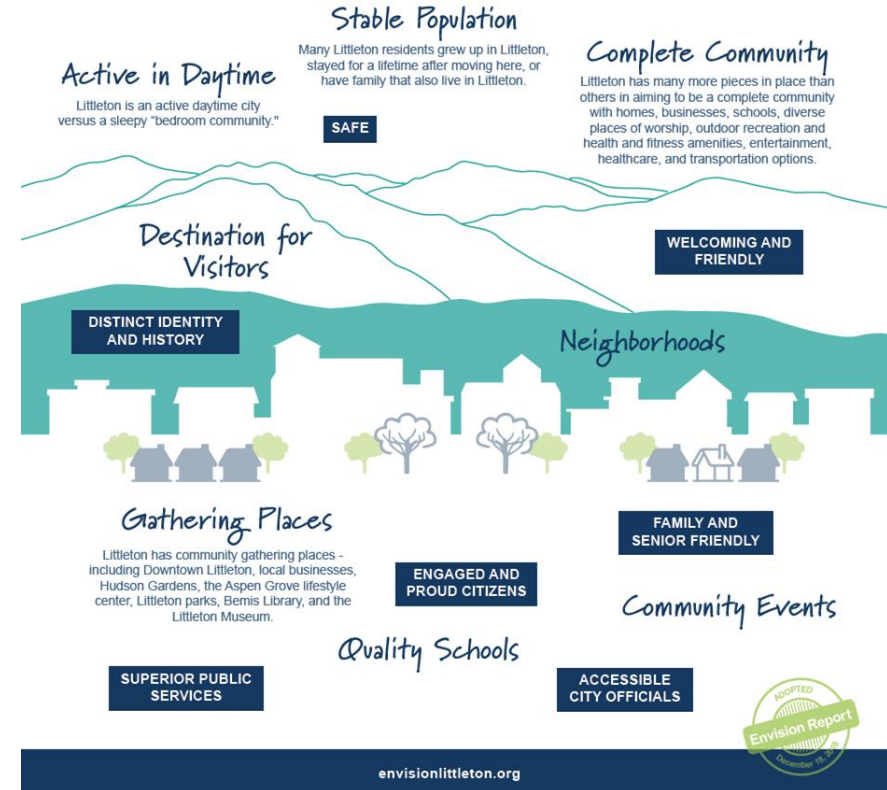 Stable Population
Many Littleton residents grew up in Littleton,
stayed for a lifetime after moving here, or
have family that also live in Littleton.
Active in Daytime
Littleton is an active daytime city
versus a sleepy "bedroom community."
Complete Community
Littleton has many more pieces in place than
others in aiming to be a complete community
with homes, businesses, schools, diverse
places of worship, outdoor recreation and
health and fitness amenities, entertainment,
healthcare, and transportation options.
SAFE
Destination for
Visitors
WELCOMING AND
FRIENDLY
DISTINCT IDENTITY
AND HISTORY
Neighborhoods
Gathering Places
Littleton has community gathering places -
including Downtown Littleton, local businesses,
Hudson Gardens, the Aspen Grove lifestyle
center, Littleton parks, Bemis Library, and the
Littleton Museum.
FAMILY AND
SENIOR FRIENDLY
ENGAGED AND
PROUD CITIZENS
Community Events
Quality Schools
SUPERIOR PUBLIC
SERVICES
ACCESSIBLE
CITY OFFICIALS
ADOPTED
Envision Report
December 18,
envisionlittleton.org